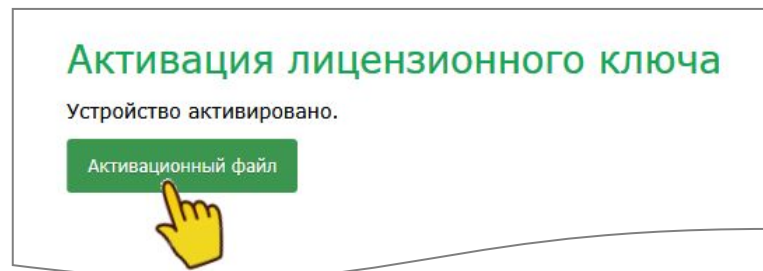 Активация лицензионного ключа
Устройство активировано.
Активационный файл